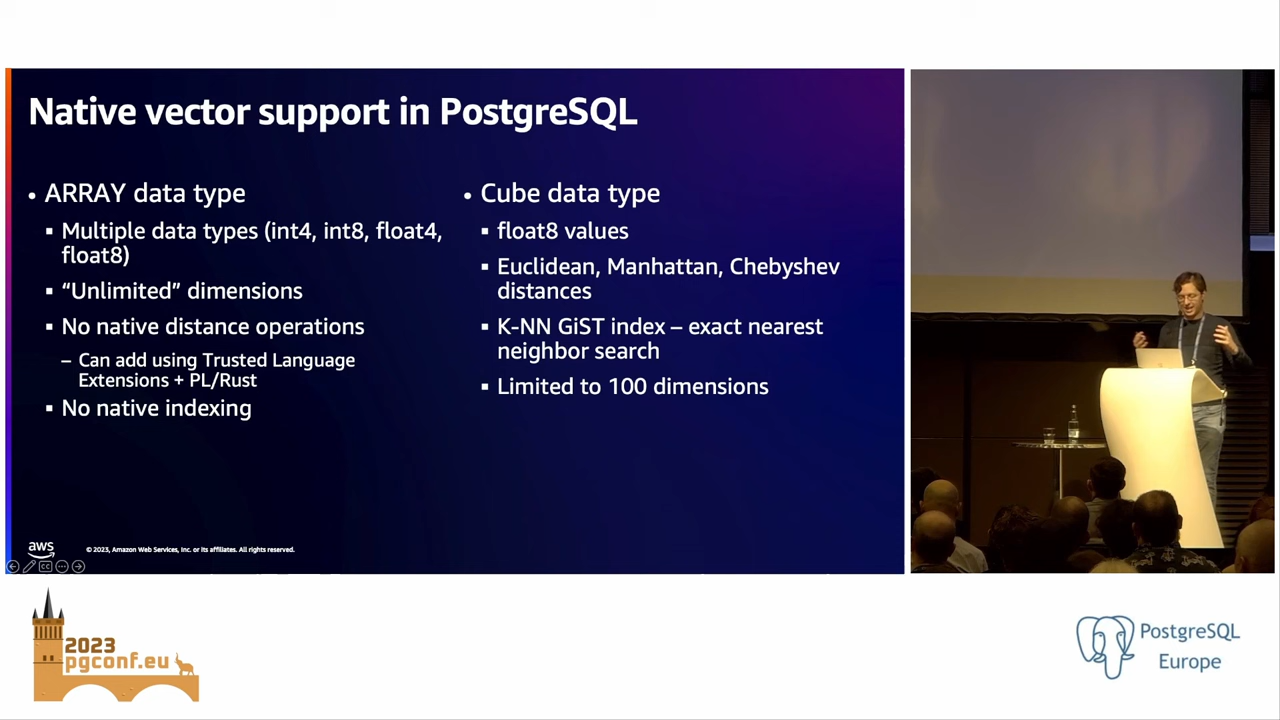 Native vector support in PostgreSQL
• ARRAY data type
▪ Multiple data types (int4, int8, float4,
float8)
▪ “Unlimited” dimensions
▪ No native distance operations
– Can add using Trusted Language
Extensions + PL/Rust
▪ No native indexing
• Cube data type
▪ float8 values
▪ Euclidean, Manhattan, Chebyshev
distances
▪ K-NN GiST index – exact nearest
neighbor search
▪ Limited to 100 dimensions
aws
© 2023, Amazon Web Services, Inc. or its affiliates. All rights reserved.
CC
2023
pgconf.eu
PostgreSQL
Europe